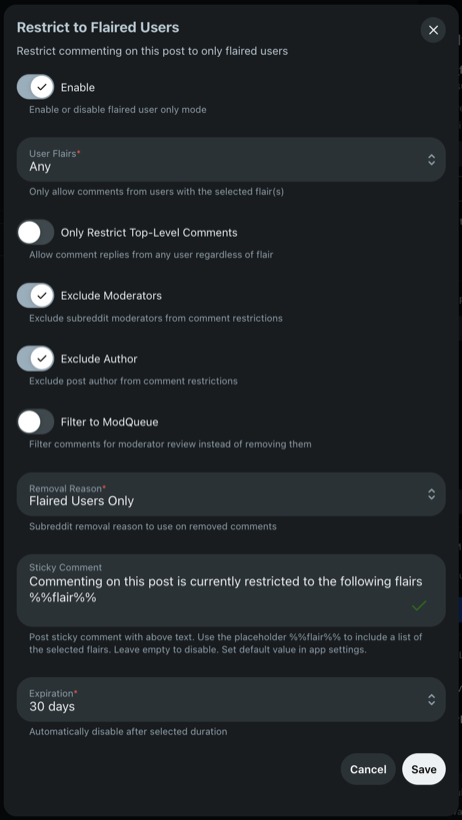 Restrict to Flaired Users
Restrict commenting on this post to only flaired users
Enable
Enable or disable flaired user only mode
User Flairs*
Any
Only allow comments from users with the selected flair(s)
Only Restrict Top-Level Comments
Allow comment replies from any user regardless of flair
Exclude Moderators
Exclude subreddit moderators from comment restrictions
Exclude Author
Exclude post author from comment restrictions
Filter to ModQueue
Filter comments for moderator review instead of removing them
Removal Reason*
Flaired Users Only
Subreddit removal reason to use on removed comments
Sticky Comment
Commenting on this post is currently restricted to the following flairs
%%flair%%
Post sticky comment with above text. Use the placeholder %%flair%% to include a list of
the selected flairs. Leave empty to disable. Set default value in app settings.
Expiration*
30 days
Automatically disable after selected duration
Cancel
Save